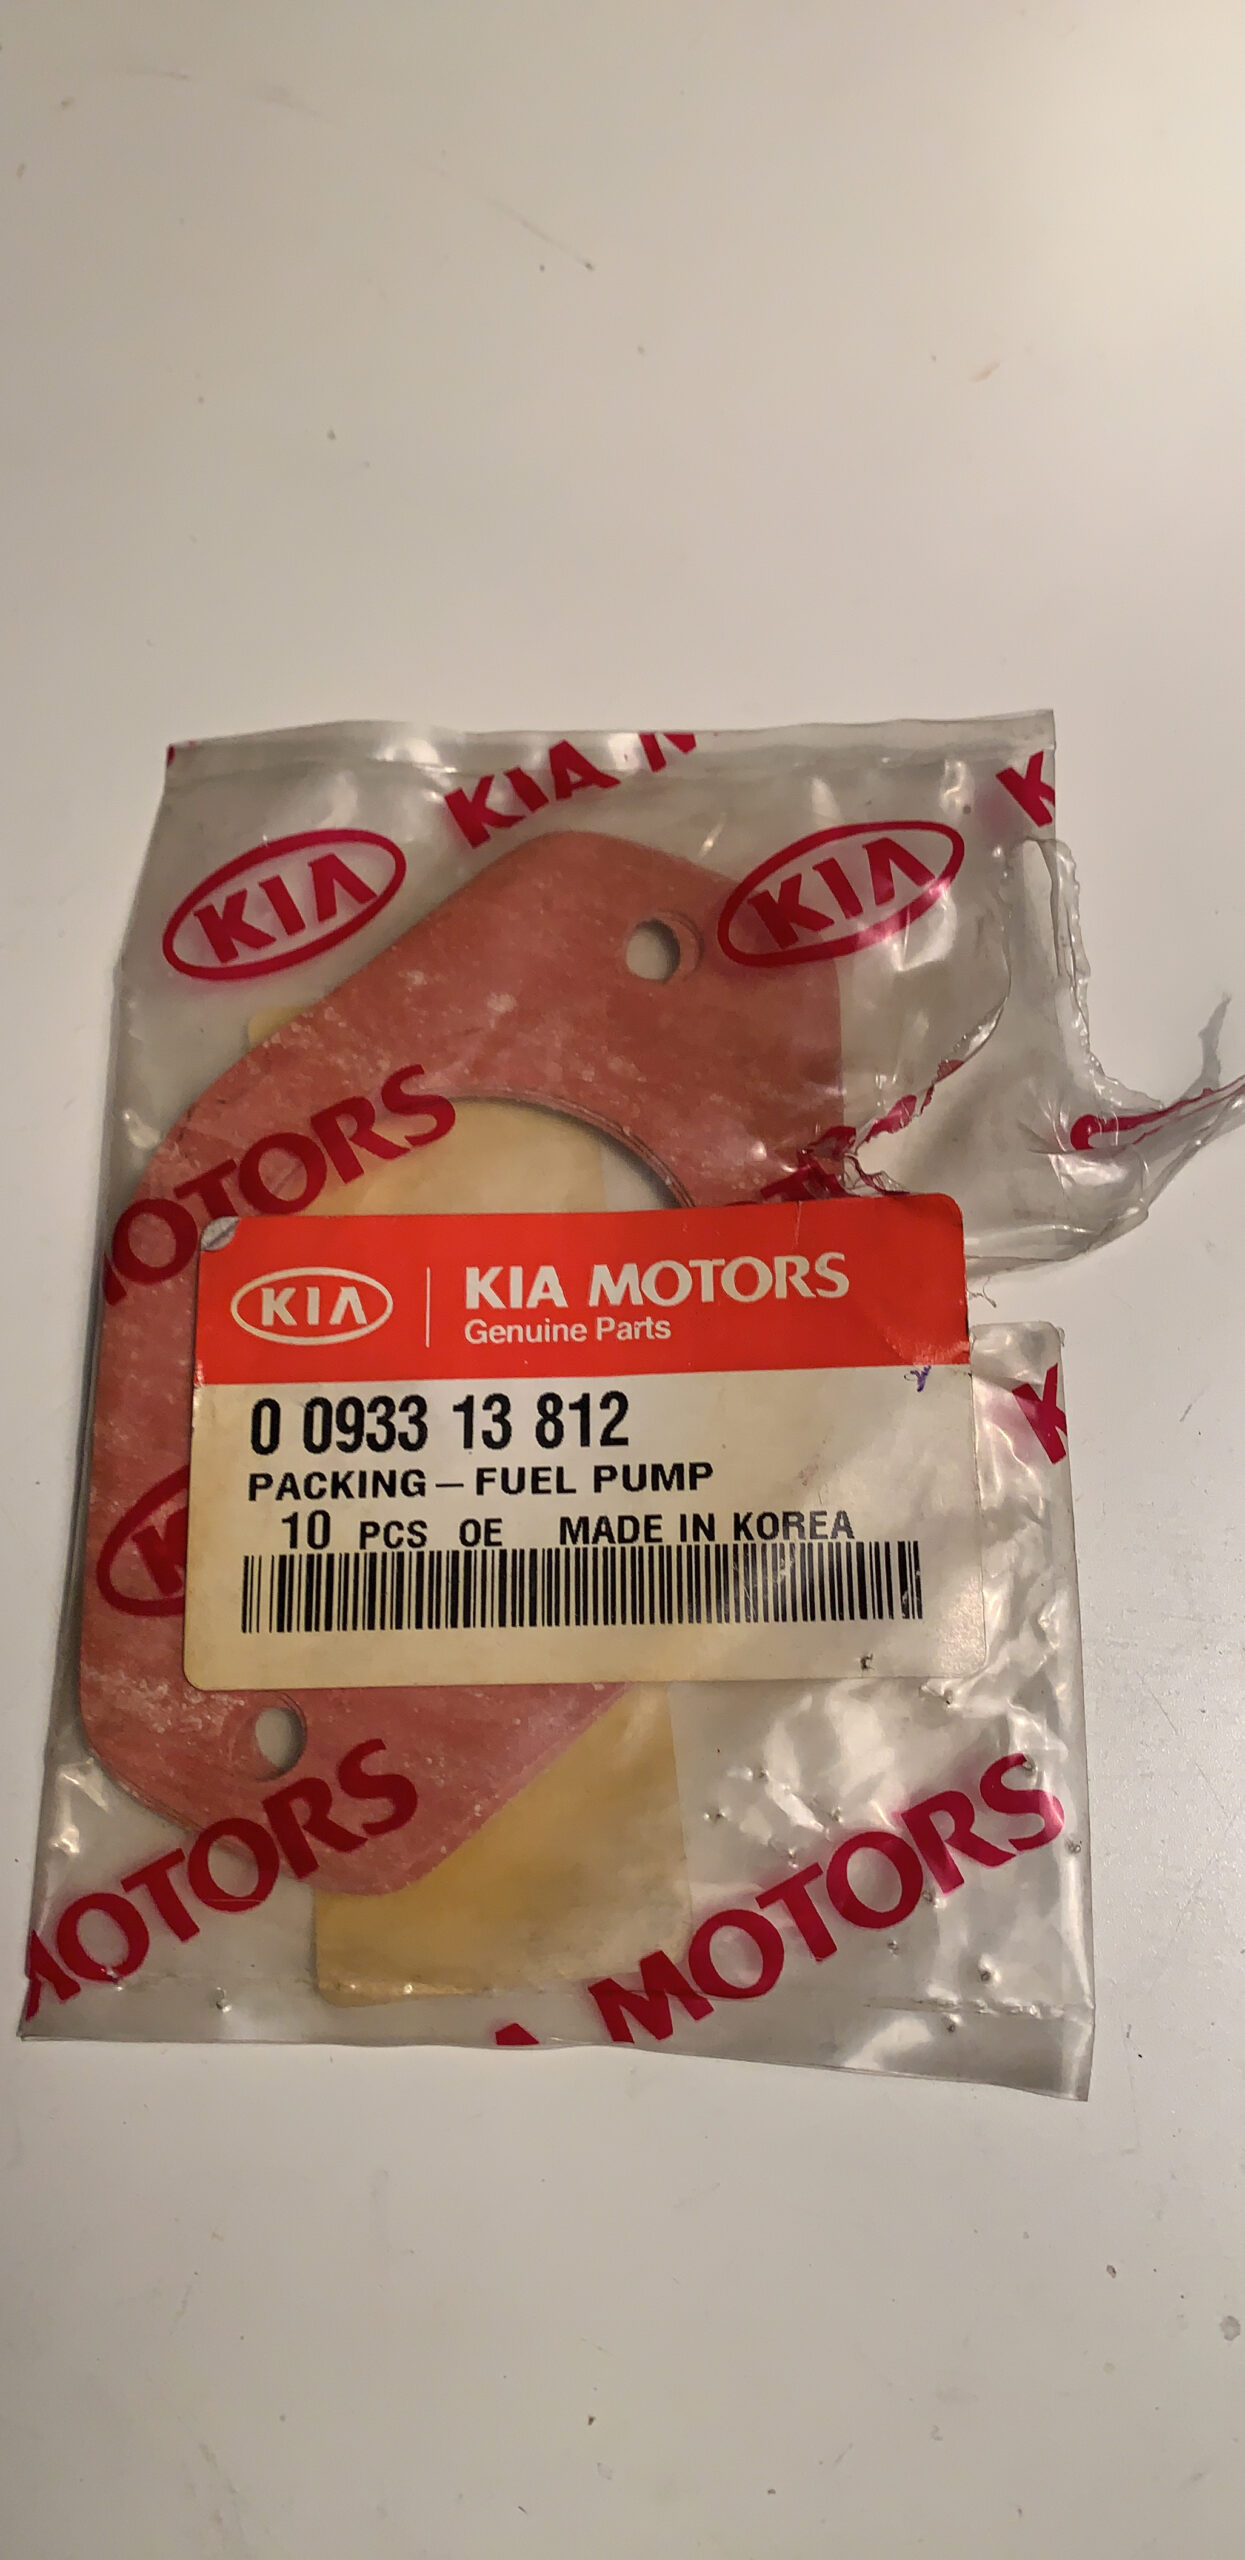 KIA M
KIA
KIA
K
MOTORS
KIA | KIA MOTORS
Genuine Parts
0 0933 13 812
PACKING – FUEL PUMP
10 PCS OE MADE IN KOREA
K
K
MOTORS
MOTORS